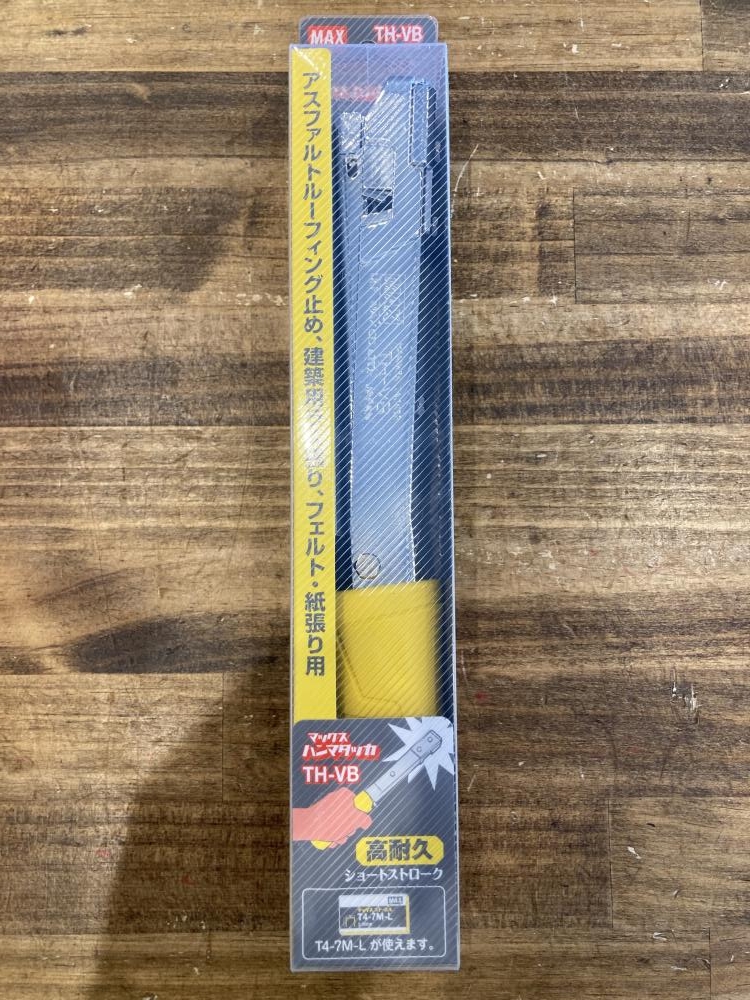 MAX TH-VB
アスファルトルーフィング止め、建築用
り、フェルト・紙張り用
マックス
ハンマタッカ
TH-VB
高耐久
ショートストローク
MAX
T4-7M-L
T4-7M-L が使えます。